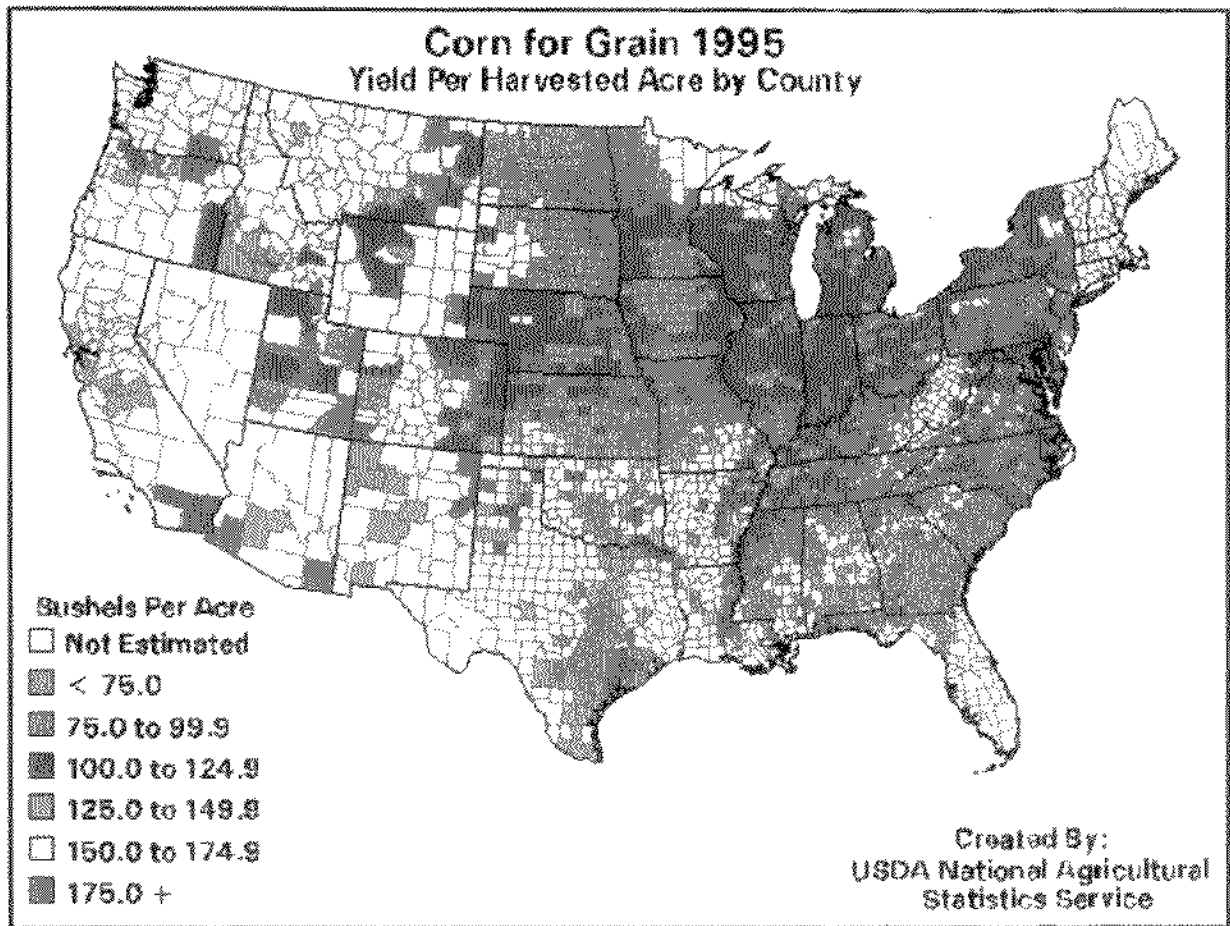 Corn for Grain 1995
Yield Per Harvested Acre by County
Bushels Per Acre
Not Estimated
< 75.0
75.0 to 99.9
100.0 to 124.9
125.0 to 149.9
150.0 to 174.9
175.0 +
Created By:
USDA National Agricultural
Statistics Service